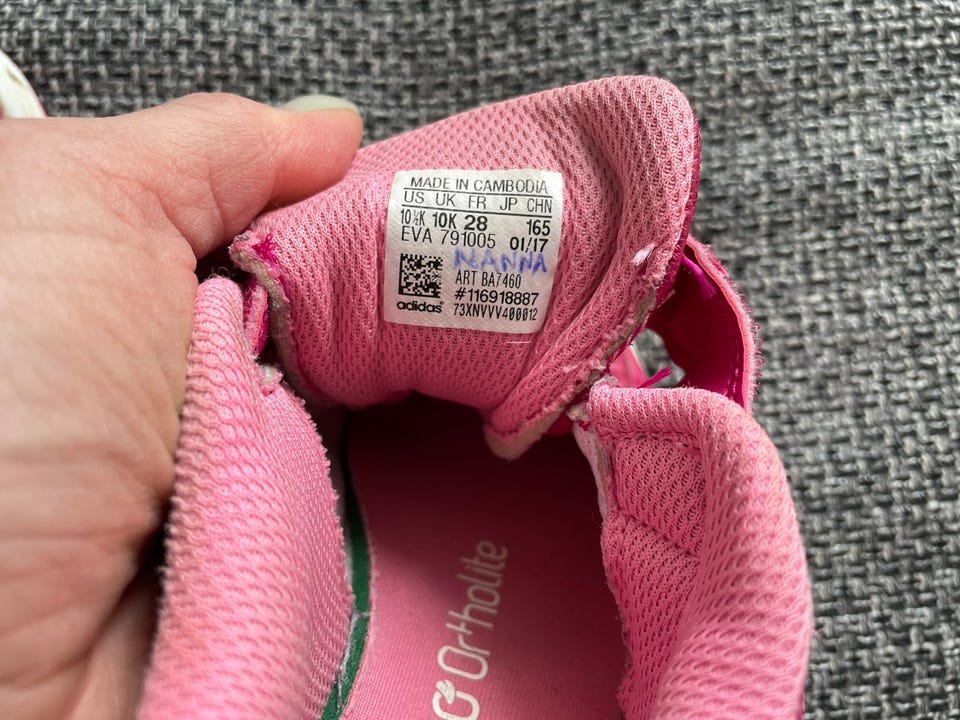 MADE IN CAMBODIA
US UK FR JP CHN
10½K 10K 28 165
EVA 791005 01/17
NANNA
ART BA7460
#116918887
adidas® 73XNVVV400012
Ortholite